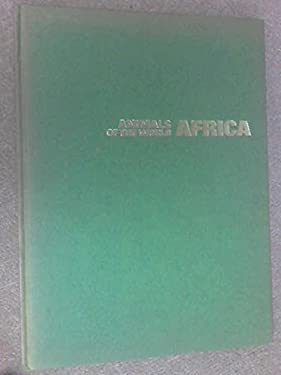 ANIMALS
OF THE WORLD AFRICA